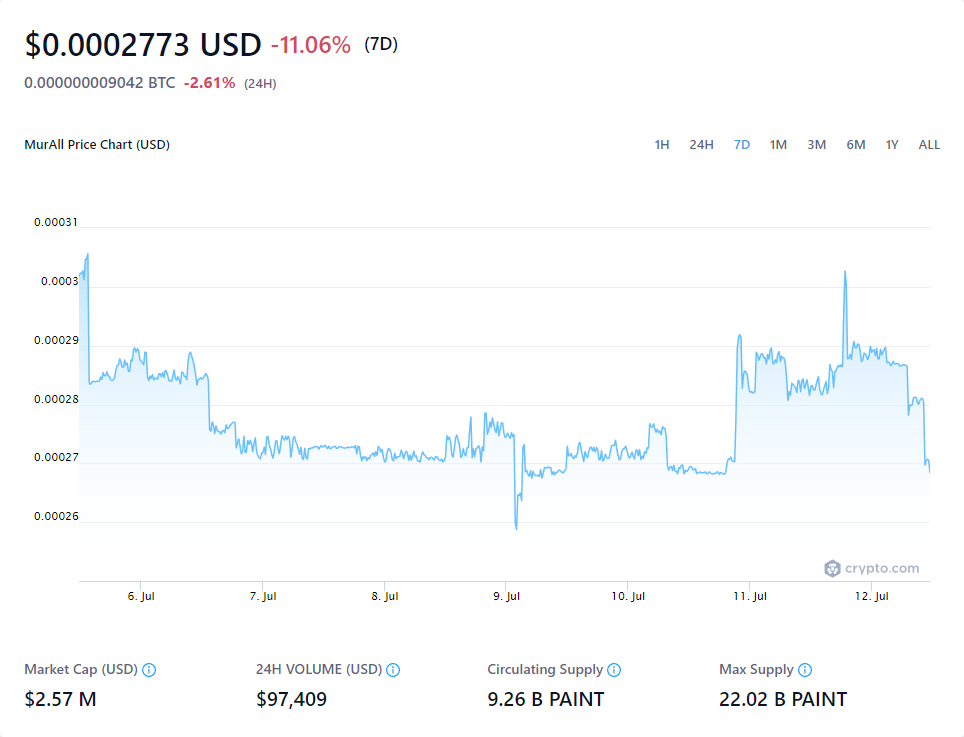 $0.0002773 USD -11.06% (7D)
0.000000009042 BTC -2.61% (24H)
MurAll Price Chart (USD) 1H 24H 7D 1M 3M 6M 1Y ALL
0.00031
0.0003
0.00029
0.00028
0.00027
0.00026
crypto.com
6. Jul 7. Jul 8. Jul 9. Jul 10. Jul 11. Jul 12. Jul
Market Cap (USD) 24H VOLUME (USD) Circulating Supply Max Supply
$2.57 M $97,409 9.26 B PAINT 22.02 B PAINT